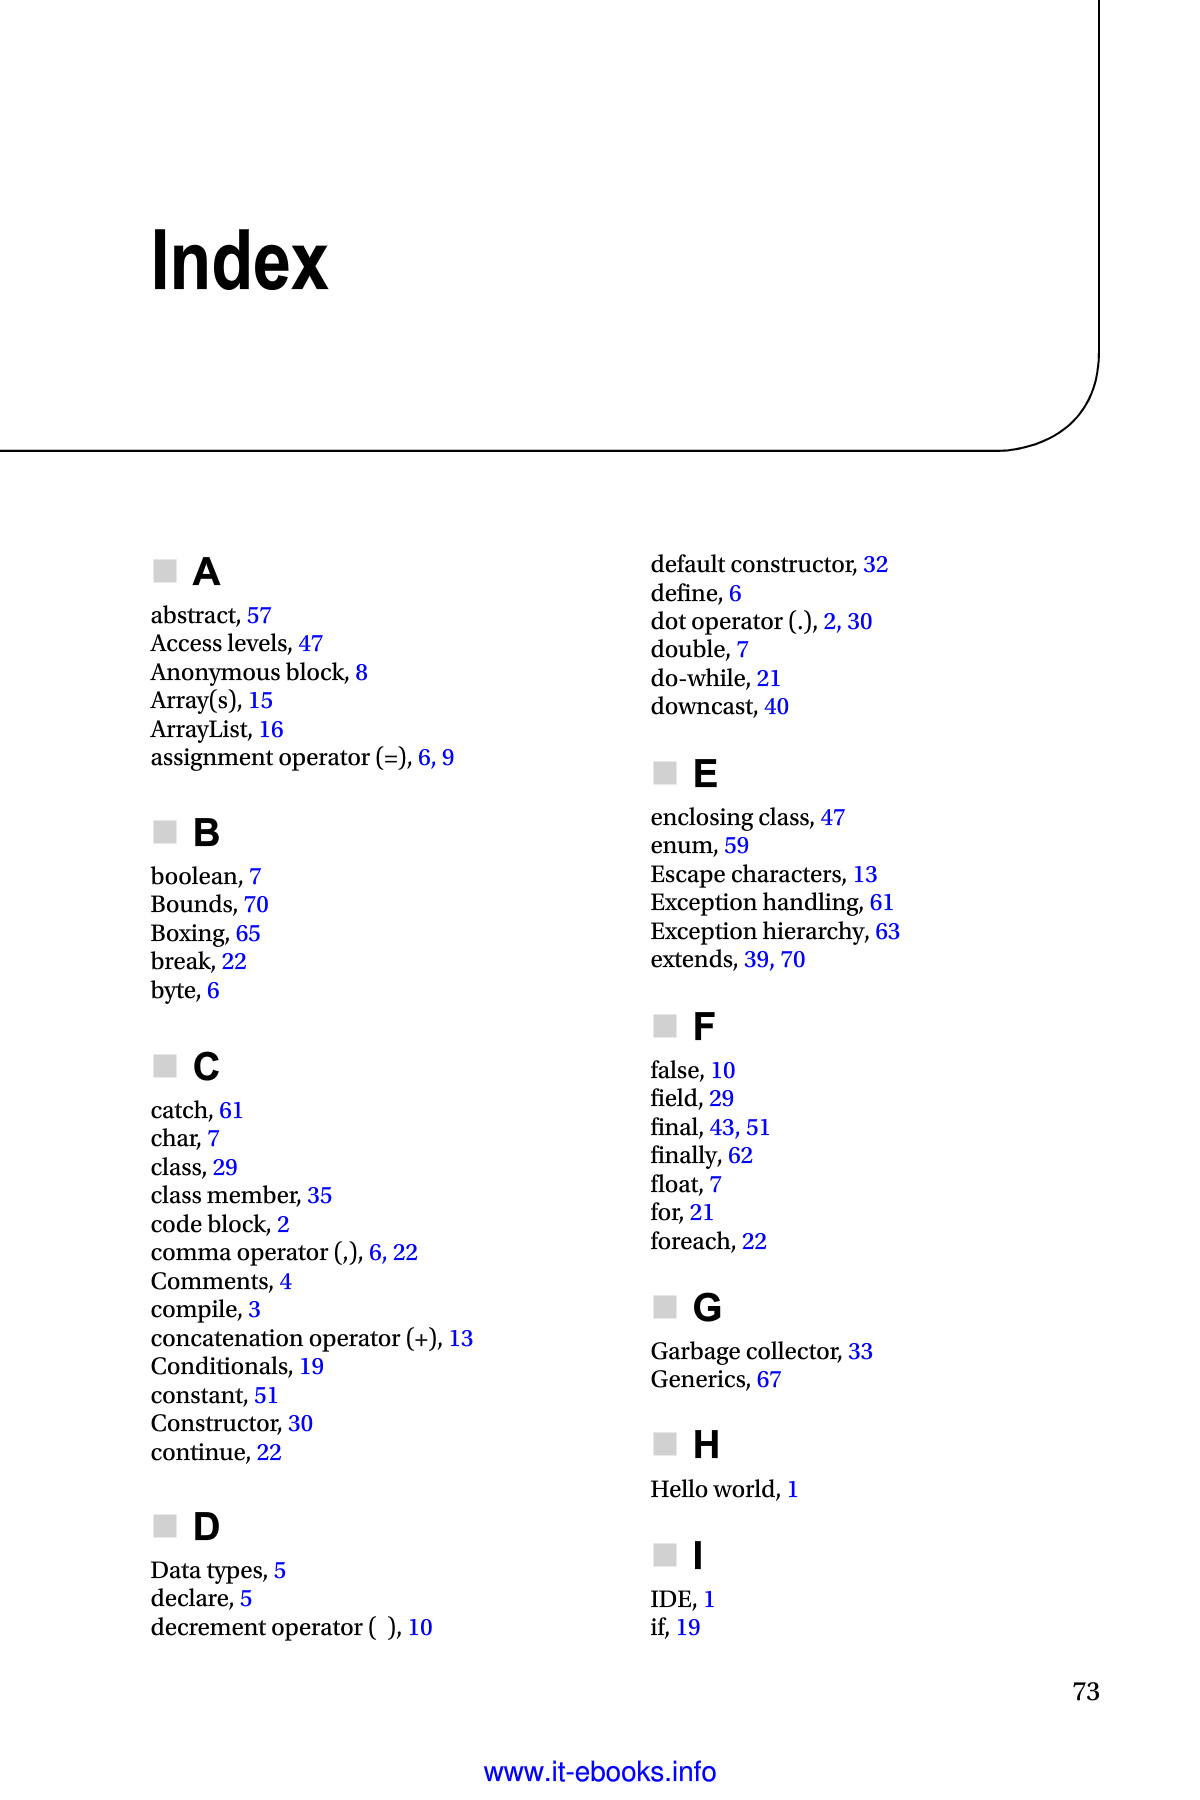 Index
A
abstract, 57
Access levels, 47
Anonymous block, 8
Array(s), 15
ArrayList, 16
assignment operator (=), 6, 9
B
boolean, 7
Bounds, 70
Boxing, 65
break, 22
byte, 6
C
catch, 61
char, 7
class, 29
class member, 35
code block, 2
comma operator (,), 6, 22
Comments, 4
compile, 3
concatenation operator (+), 13
Conditionals, 19
constant, 51
Constructor, 30
continue, 22
D
Data types, 5
declare, 5
decrement operator (  ), 10
default constructor, 32
define, 6
dot operator (.), 2, 30
double, 7
do-while, 21
downcast, 40
E
enclosing class, 47
enum, 59
Escape characters, 13
Exception handling, 61
Exception hierarchy, 63
extends, 39, 70
F
false, 10
field, 29
final, 43, 51
finally, 62
float, 7
for, 21
foreach, 22
G
Garbage collector, 33
Generics, 67
H
Hello world, 1
I
IDE, 1
if, 19
73
www.it-ebooks.info